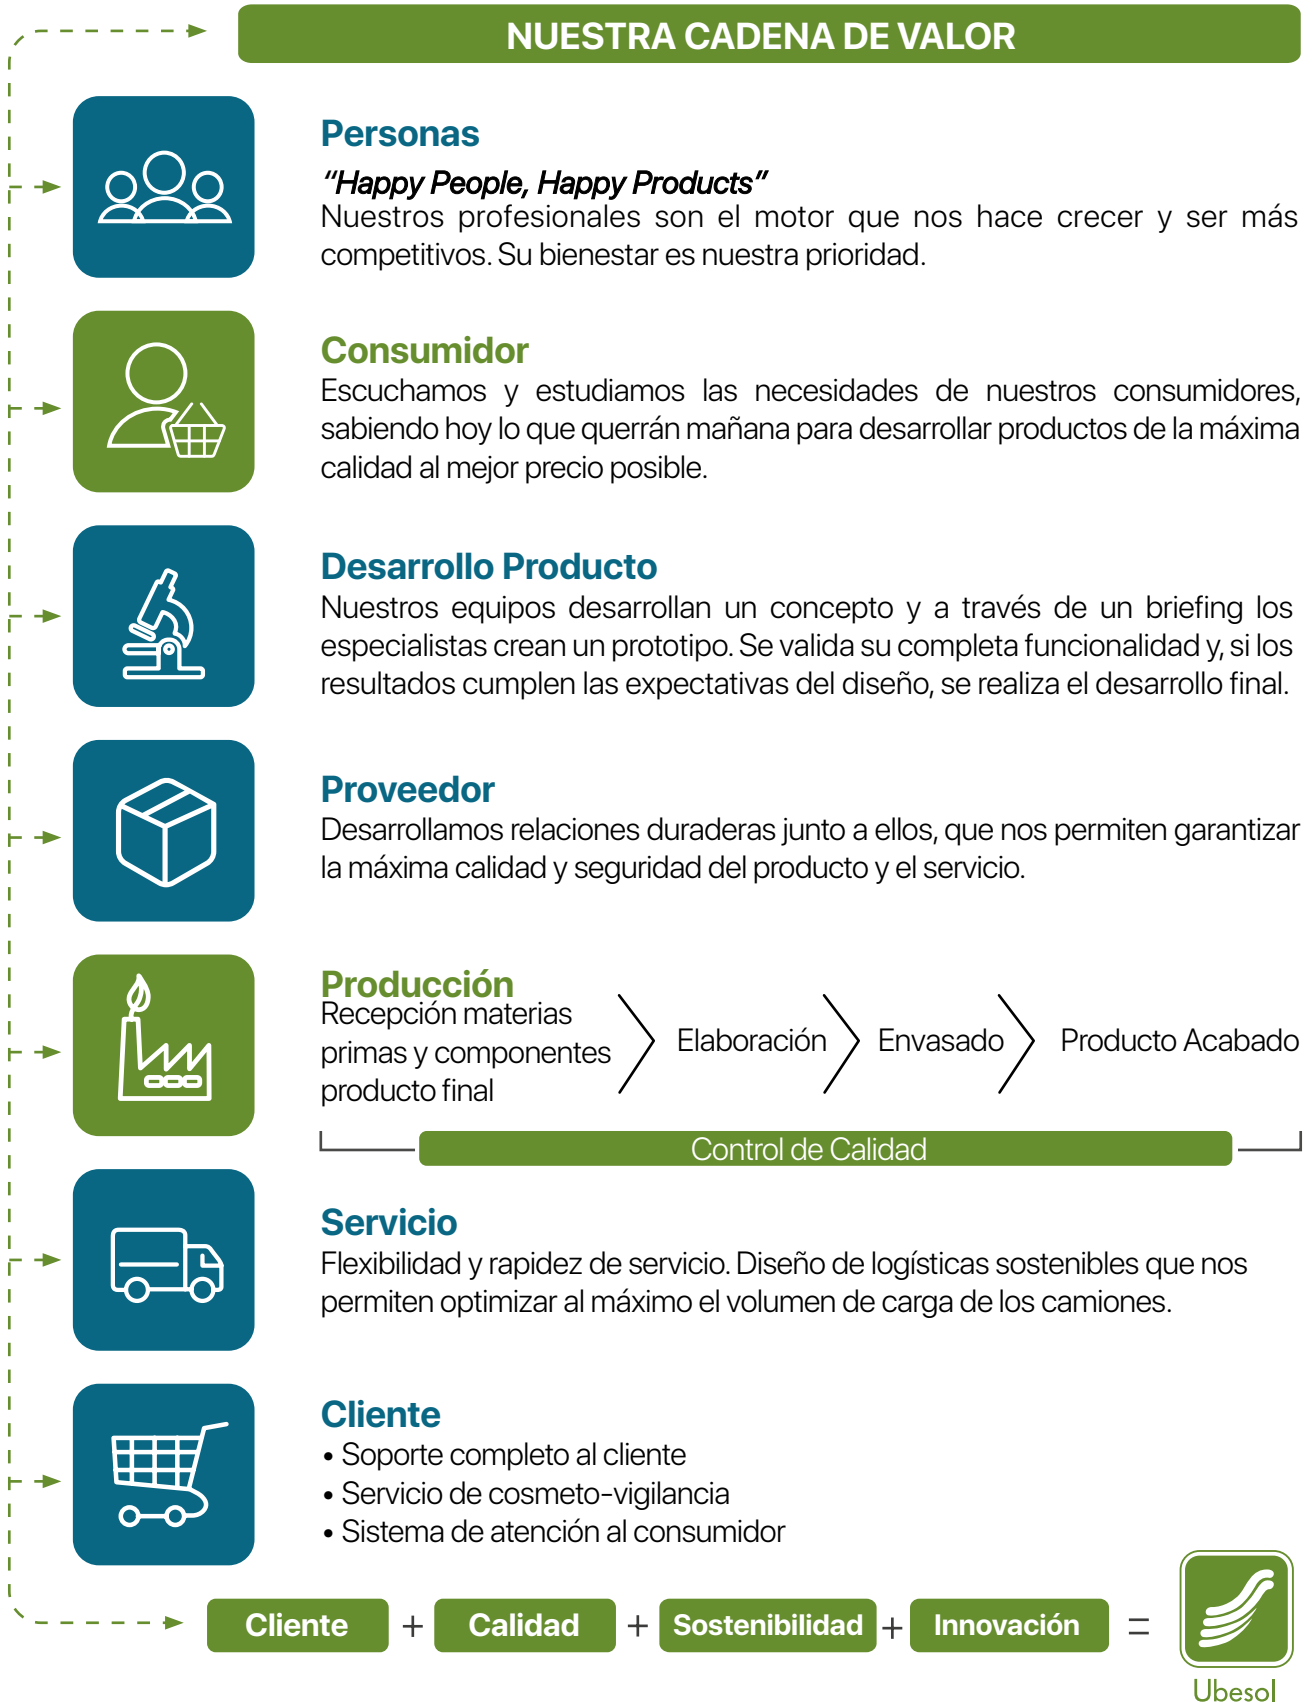 NUESTRA CADENA DE VALOR
Personas
“Happy People, Happy Products”
Nuestros profesionales son el motor que nos hace crecer y ser más
competitivos. Su bienestar es nuestra prioridad.
Consumidor
Escuchamos y estudiamos las necesidades de nuestros consumidores,
sabiendo hoy lo que querrán mañana para desarrollar productos de la máxima
calidad al mejor precio posible.
Desarrollo Producto
Nuestros equipos desarrollan un concepto y a través de un briefing los
especialistas crean un prototipo. Se valida su completa funcionalidad y, si los
resultados cumplen las expectativas del diseño, se realiza el desarrollo final.
Proveedor
Desarrollamos relaciones duraderas junto a ellos, que nos permiten garantizar
la máxima calidad y seguridad del producto y el servicio.
Producción
Recepción materias
primas y componentes
producto final
Elaboración
Envasado
Producto Acabado
Control de Calidad
Servicio
Flexibilidad y rapidez de servicio. Diseño de logísticas sostenibles que nos
permiten optimizar al máximo el volumen de carga de los camiones.
Cliente
• Soporte completo al cliente
• Servicio de cosmeto-vigilancia
• Sistema de atención al consumidor
Cliente + Calidad + Sostenibilidad + Innovación =
Ubesol